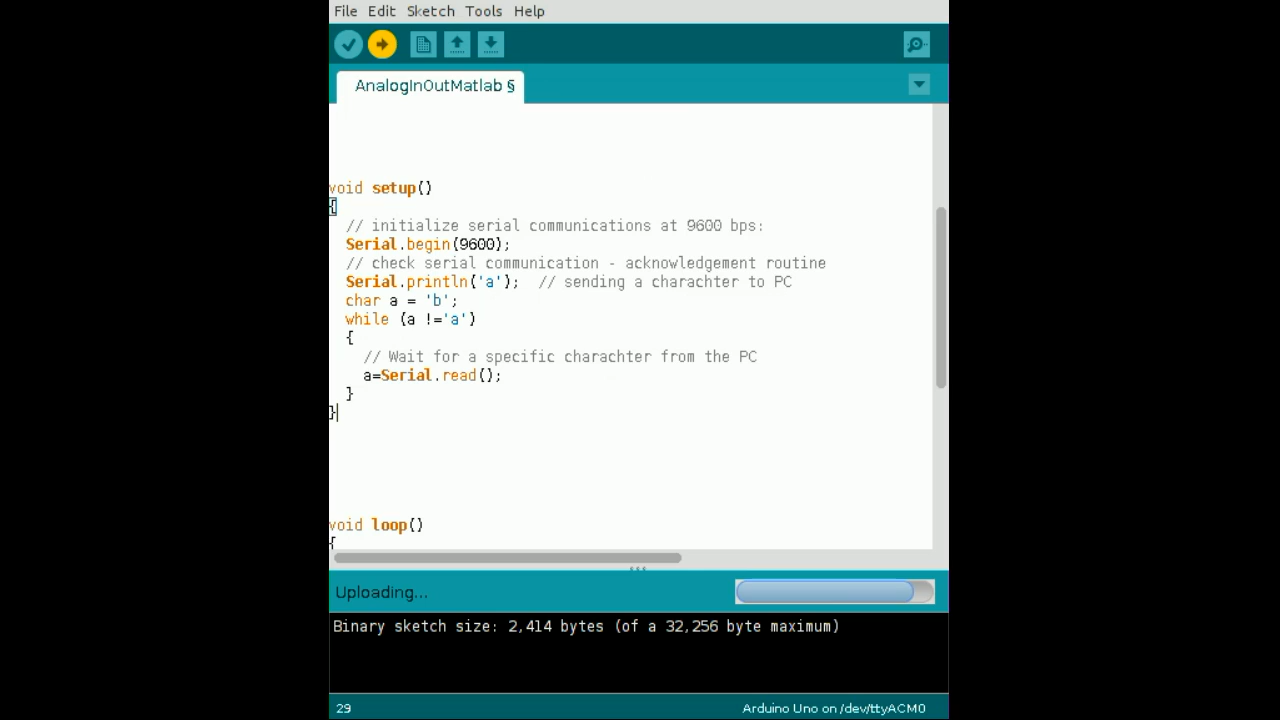 File Edit Sketch Tools Help
AnalogInOutMatlab §
void setup()
{
// initialize serial communications at 9600 bps:
Serial.begin(9600);
// check serial communication - acknowledgement routine
Serial.println('a'); // sending a charachter to PC
char a = 'b';
while (a !='a')
{
// Wait for a specific charachter from the PC
a=Serial.read();
}
}
void loop()
{
Uploading...
Binary sketch size: 2,414 bytes (of a 32,256 byte maximum)
29 Arduino Uno on /dev/ttyACM0